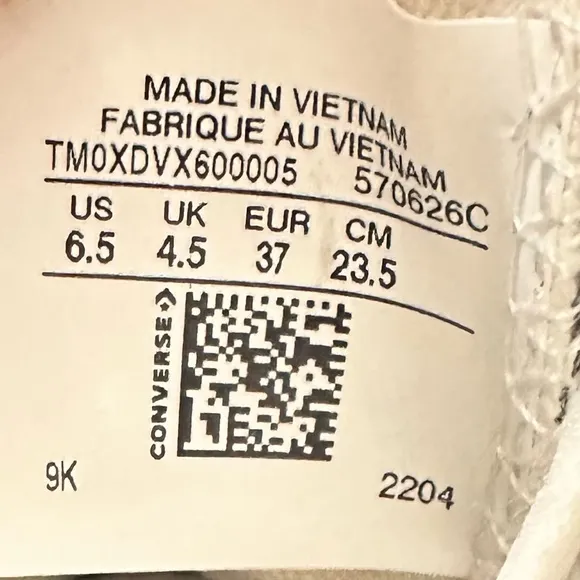 MADE IN VIETNAM
FABRIQUE AU VIETNAM
TM0XDVX600005 570626C
US UK EUR CM
6.5 4.5 37 23.5
CONVERSE
9K 2204